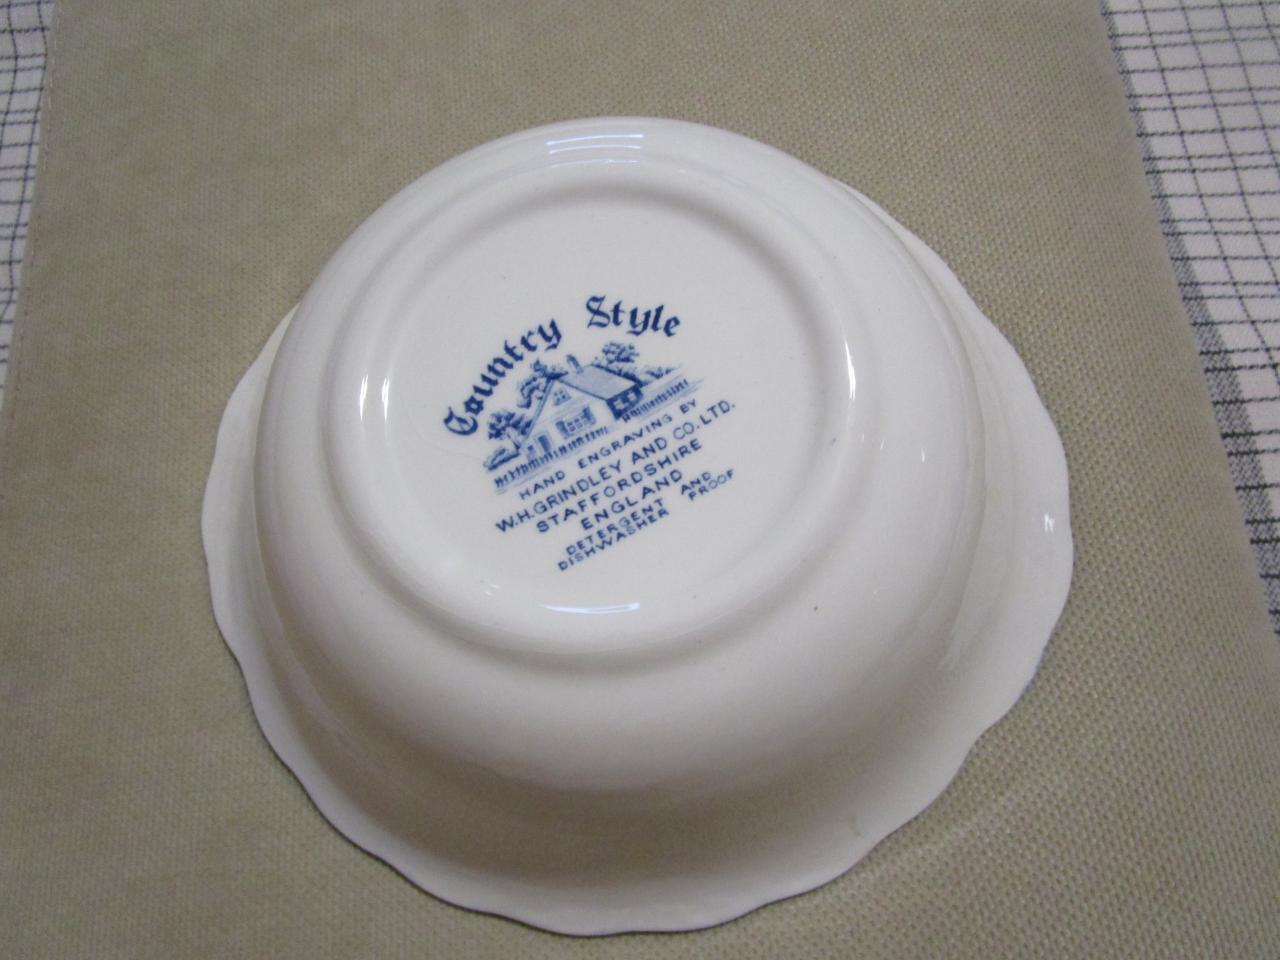 Country Style
HAND ENGRAVING BY
W.H.GRINDLEY AND CO.LTD.
STAFFORDSHIRE
ENGLAND
DETERGENT AND
DISHWASHER PROOF